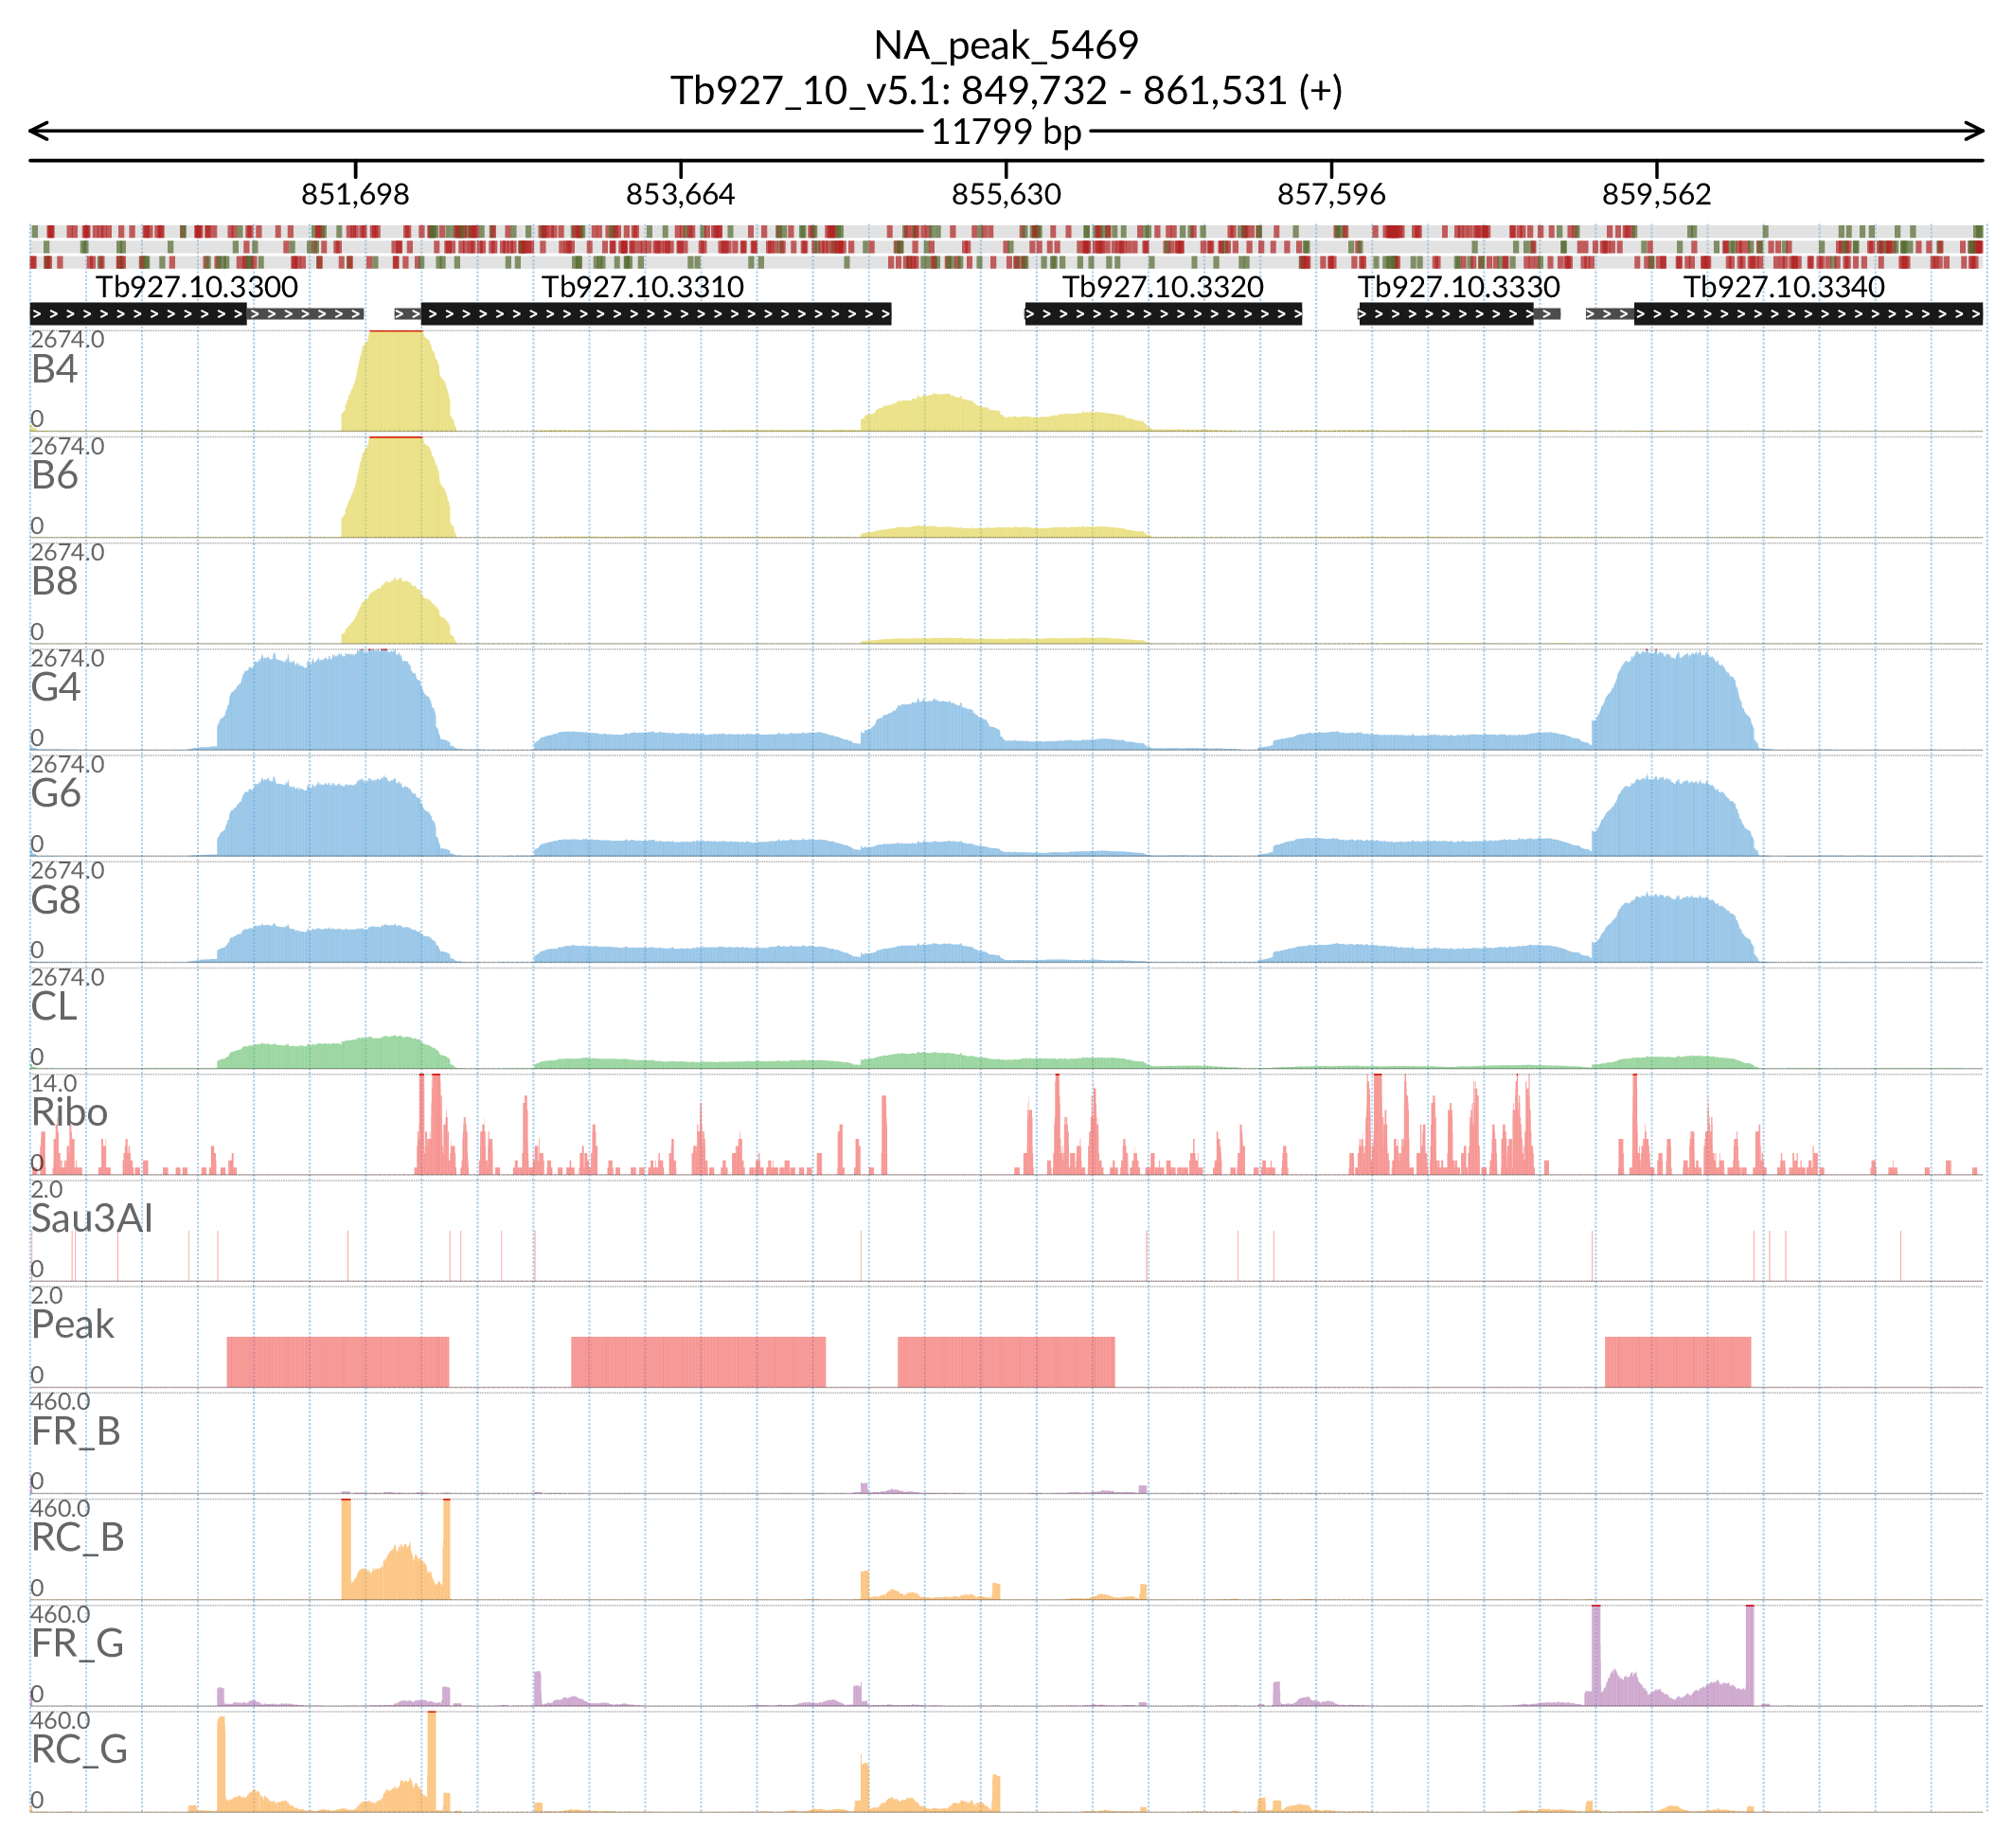 NA_peak_5469
Tb927_10_v5.1: 849,732 - 861,531 (+)
11799 bp
851,698 853,664 855,630 857,596 859,562
Tb927.10.3300 Tb927.10.3310 Tb927.10.3320 Tb927.10.3330 Tb927.10.3340
2674.0
B4
0
2674.0
B6
0
2674.0
B8
0
2674.0
G4
0
2674.0
G6
0
2674.0
G8
0
2674.0
CL
0
14.0
Ribo
0
2.0
Sau3AI
0
2.0
Peak
0
460.0
FR_B
0
460.0
RC_B
0
460.0
FR_G
0
460.0
RC_G
0